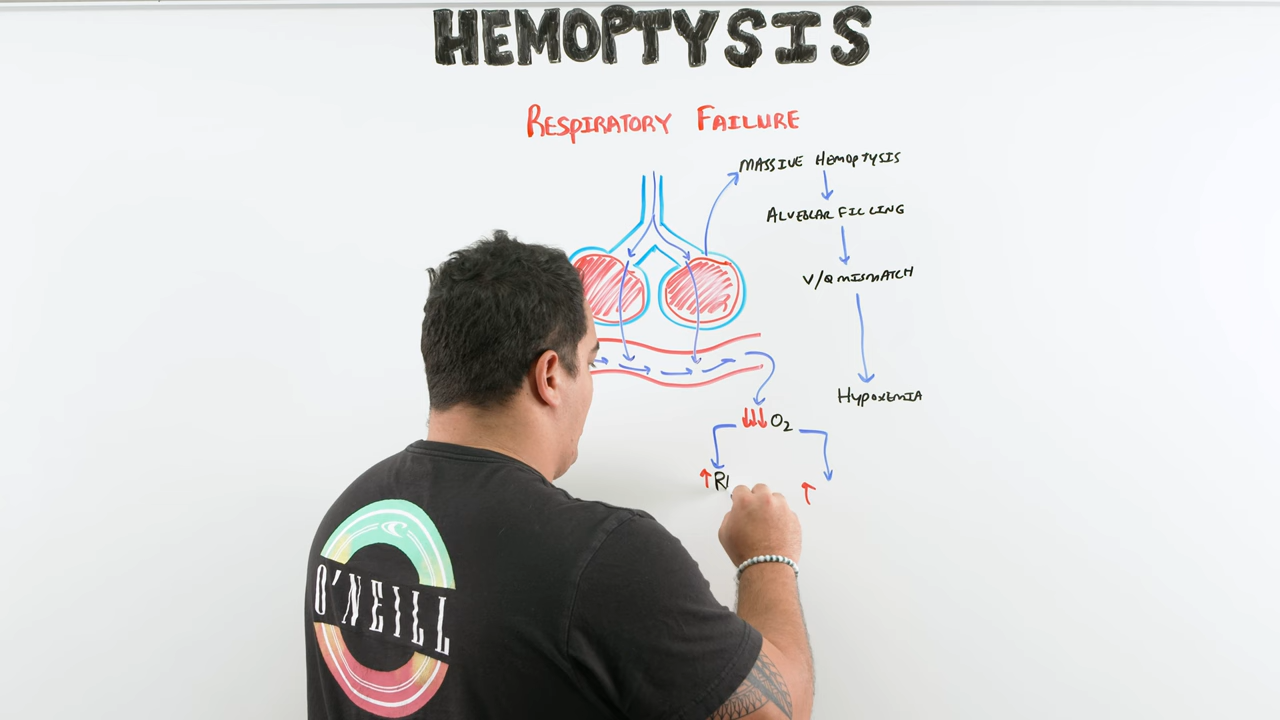 HEMOPTYSIS
RESPIRATORY FAILURE
MASSIVE HEMOPTYSIS
ALVEOLAR FILLING
V/Q MISMATCH
HYPOXEMIA
↓↓↓ O2
↑ R
↑
O'NEILL